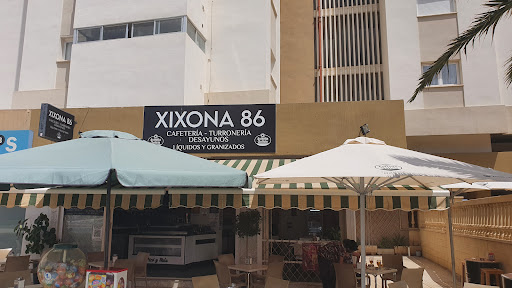 XIXONA 86
CAFETERÍA - TURRONERÍA
DESAYUNOS
LÍQUIDOS Y GRANIZADOS
XIXONA 86